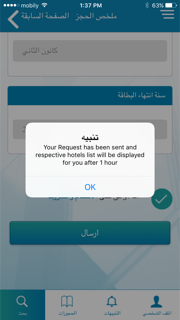 mobily 1:37 PM 63%
ملخص الحجز الصفحة السابقة
كانون الثاني
سنة انتهاء البطاقة
تنبيه
Your Request has been sent and
respective hotels list will be displayed
for you after 1 hour
OK
ارسال
الملف الشخصي التنبيهات الحجوزات بحث